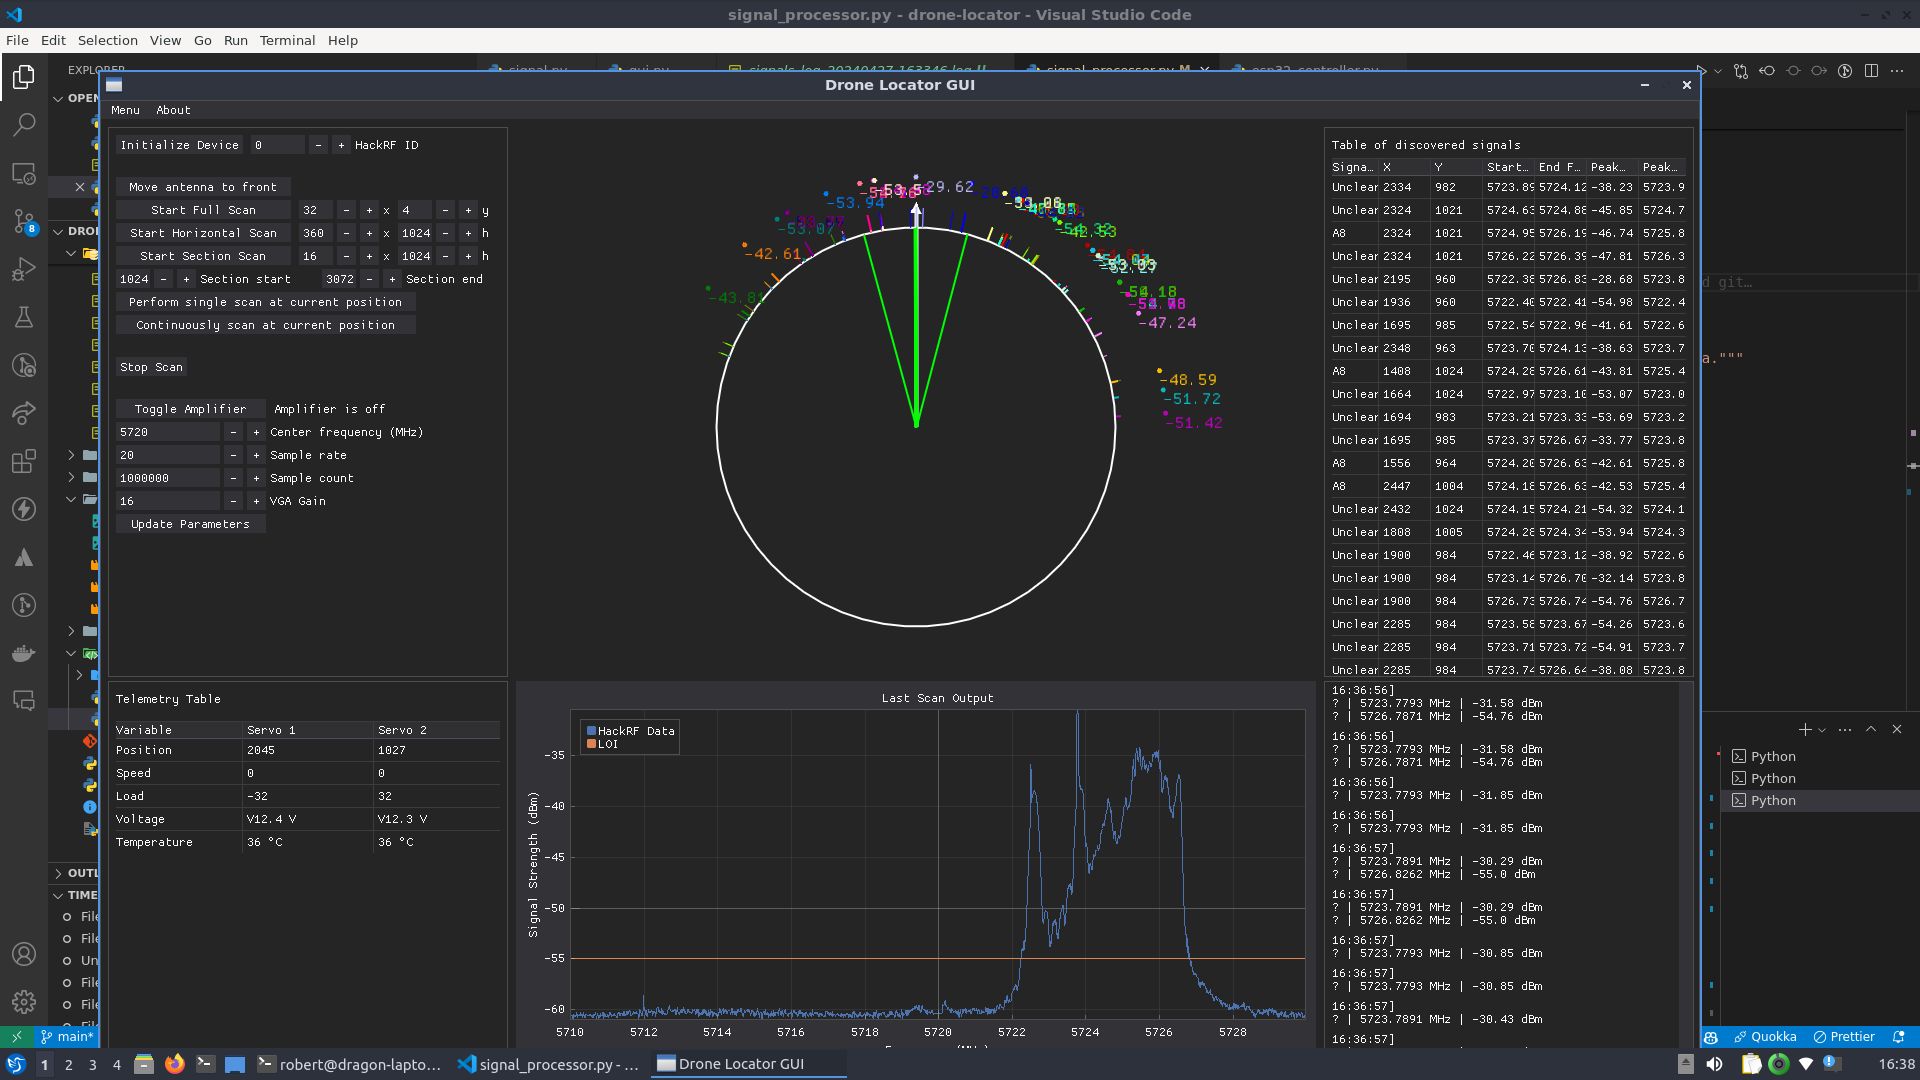 signal_processor.py - drone-locator - Visual Studio Code
File Edit Selection View Go Run Terminal Help
EXPLORER
signal_processor.py M
Drone Locator GUI
Menu About
Initialize Device 0 - + HackRF ID
Move antenna to front
Start Full Scan 32 - + x 4 - + y
Start Horizontal Scan 360 - + x 1024 - + h
Start Section Scan 16 - + x 1024 - + h
1024 - + Section start 3072 - + Section end
Perform single scan at current position
Continuously scan at current position
Stop Scan
Toggle Amplifier Amplifier is off
5720 - + Center frequency (MHz)
20 - + Sample rate
1000000 - + Sample count
16 - + VGA Gain
Update Parameters
-29.62
-53.94
-53.07
-42.61
-43.81
-53.08
-42.53
-54.18
-47.24
-48.59
-51.72
-51.42
Table of discovered signals
Signa… X Y Start… End F… Peak… Peak…
Unclear 2334 982 5723.89 5724.12 -38.23 5723.9
Unclear 2324 1021 5724.63 5724.88 -45.85 5724.7
A8 2324 1021 5724.95 5726.19 -46.74 5725.8
Unclear 2324 1021 5726.22 5726.39 -47.81 5726.3
Unclear 2195 960 5722.38 5726.83 -28.68 5723.8
Unclear 1936 960 5722.40 5722.41 -54.98 5722.4
Unclear 1695 985 5722.54 5722.96 -41.61 5722.6
Unclear 2348 963 5723.70 5724.13 -38.63 5723.7
A8 1408 1024 5724.28 5726.61 -43.81 5725.4
Unclear 1664 1024 5722.97 5723.10 -53.07 5723.0
Unclear 1694 983 5723.21 5723.33 -53.69 5723.2
Unclear 1695 985 5723.37 5726.67 -33.77 5723.8
A8 1556 964 5724.20 5726.63 -42.61 5725.8
A8 2447 1004 5724.18 5726.63 -42.53 5725.4
Unclear 2432 1024 5724.15 5724.21 -54.32 5724.1
Unclear 1808 1005 5724.28 5724.34 -53.94 5724.3
Unclear 1900 984 5722.46 5723.12 -38.92 5722.6
Unclear 1900 984 5723.14 5726.70 -32.14 5723.8
Unclear 1900 984 5726.73 5726.74 -54.76 5726.7
Unclear 2285 984 5723.58 5723.67 -54.26 5723.6
Unclear 2285 984 5723.71 5723.72 -54.91 5723.7
Unclear 2285 984 5723.74 5726.64 -38.08 5723.8
Telemetry Table
Variable Servo 1 Servo 2
Position 2045 1027
Speed 0 0
Load -32 32
Voltage V12.4 V V12.3 V
Temperature 36 °C 36 °C
Last Scan Output
HackRF Data
LOI
Signal Strength (dBm)
-35
-40
-45
-50
-55
-60
5710 5712 5714 5716 5718 5720 5722 5724 5726 5728
16:36:56]
? | 5723.7793 MHz | -31.58 dBm
? | 5726.7871 MHz | -54.76 dBm
16:36:56]
? | 5723.7793 MHz | -31.58 dBm
? | 5726.7871 MHz | -54.76 dBm
16:36:56]
? | 5723.7793 MHz | -31.85 dBm
16:36:56]
? | 5723.7793 MHz | -31.85 dBm
16:36:57]
? | 5723.7891 MHz | -30.29 dBm
? | 5726.8262 MHz | -55.0 dBm
16:36:57]
? | 5723.7891 MHz | -30.29 dBm
? | 5726.8262 MHz | -55.0 dBm
16:36:57]
? | 5723.7793 MHz | -30.85 dBm
16:36:57]
? | 5723.7793 MHz | -30.85 dBm
16:36:57]
? | 5723.7891 MHz | -30.43 dBm
16:36:57]
OPEN
DRO
OUTL
TIME
File
File
Un
File
File
d git…
a."""
Python
Python
Python
8
main*
Quokka Prettier
1 2 3 4 robert@dragon-lapto... signal_processor.py - ... Drone Locator GUI 16:38